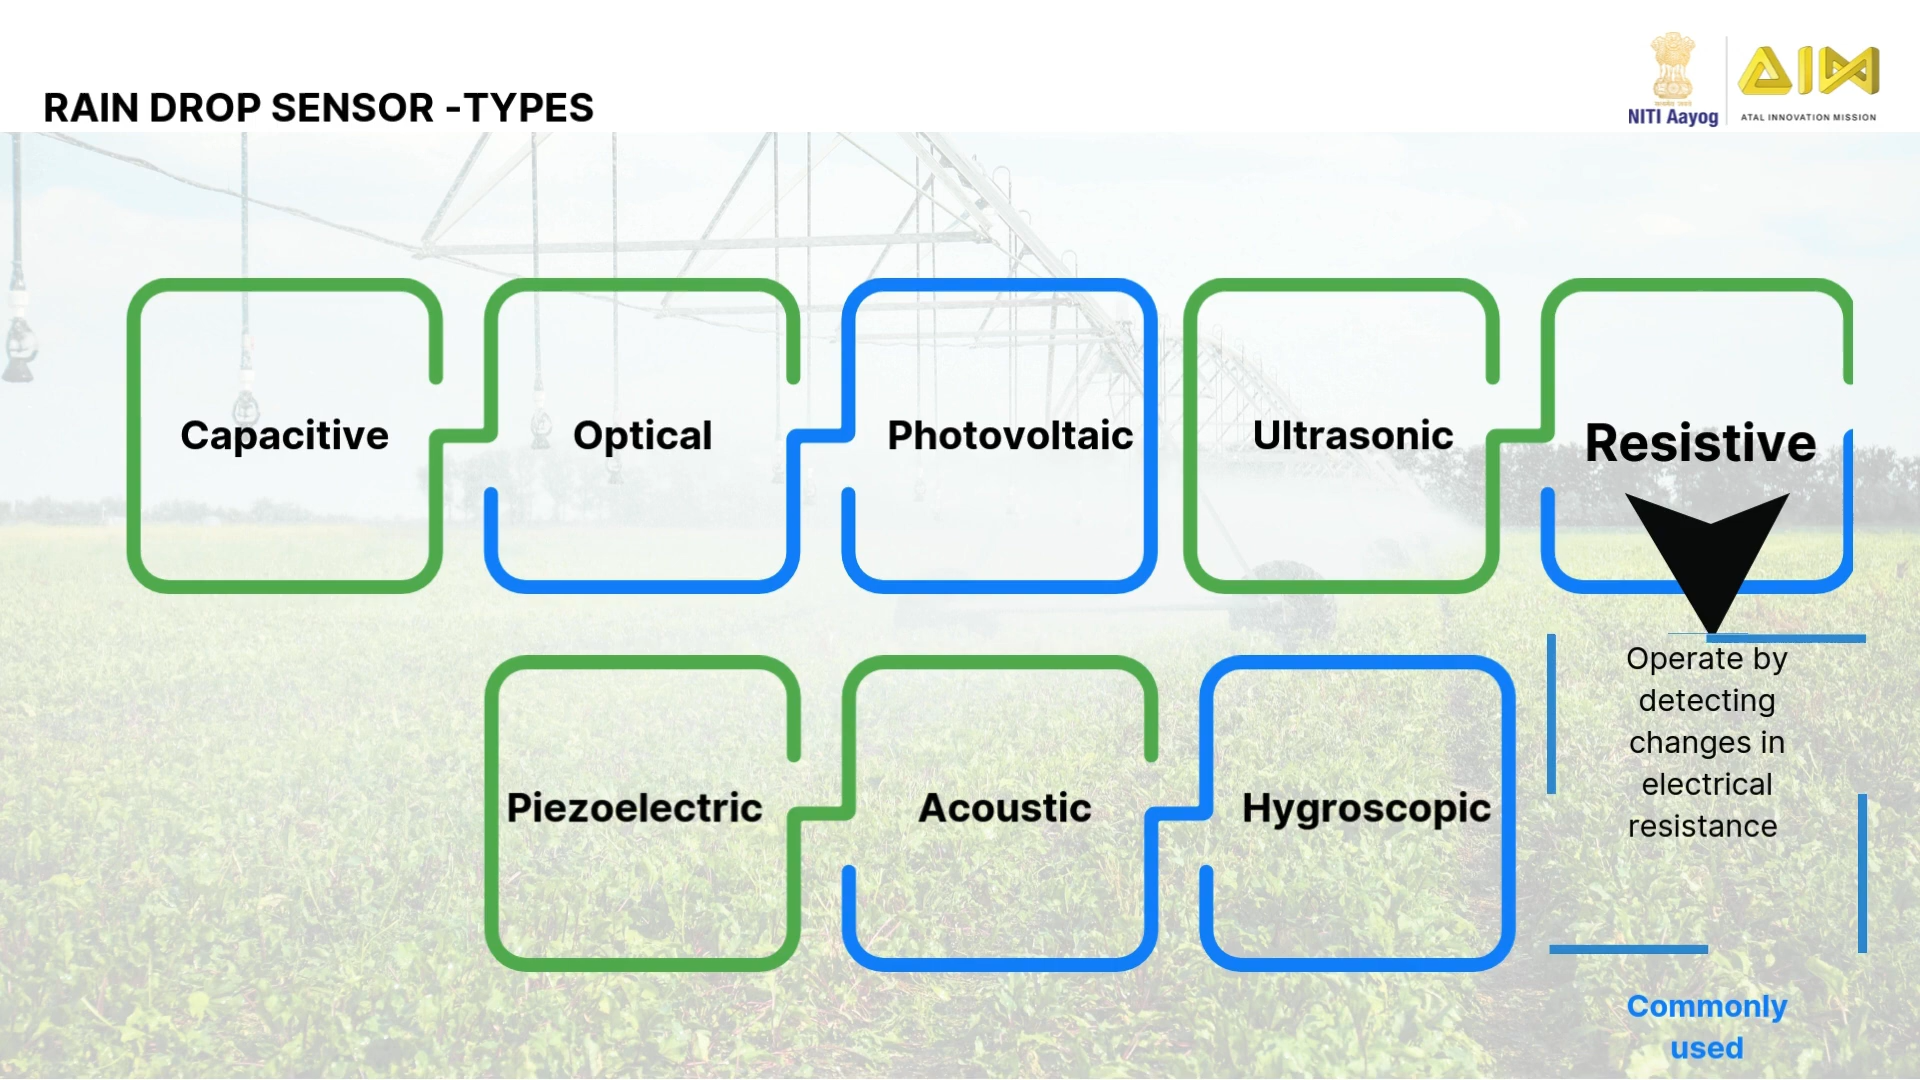 RAIN DROP SENSOR -TYPES
NITI Aayog
AIM
ATAL INNOVATION MISSION
Capacitive
Optical
Photovoltaic
Ultrasonic
Resistive
Operate by
detecting
changes in
electrical
resistance
Piezoelectric
Acoustic
Hygroscopic
Commonly
used